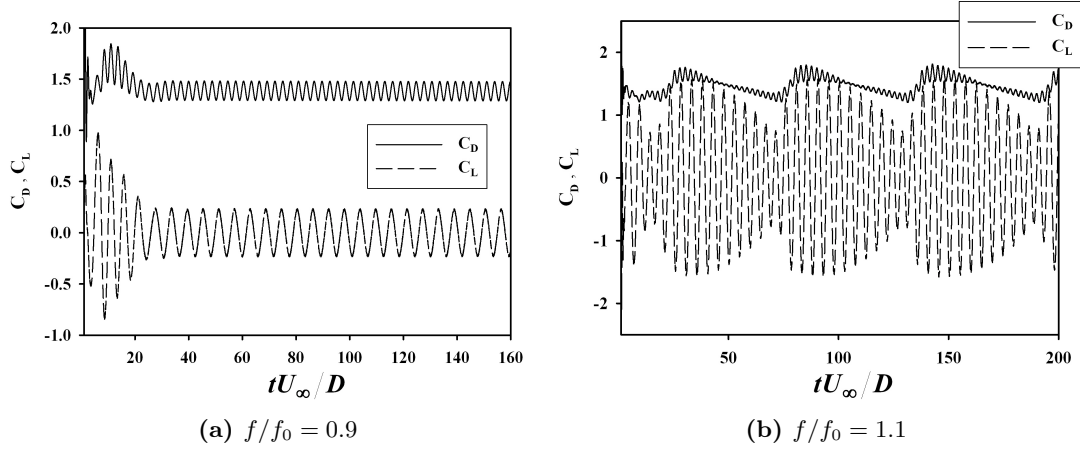 2.0
1.5
1.0
0.5
0.0
-0.5
-1.0
C_D , C_L
C_D
C_L
20 40 60 80 100 120 140 160
tU_∞/D
(a) f/f_0 = 0.9
C_D
C_L
2
1
0
-1
-2
C_D , C_L
50 100 150 200
tU_∞/D
(b) f/f_0 = 1.1